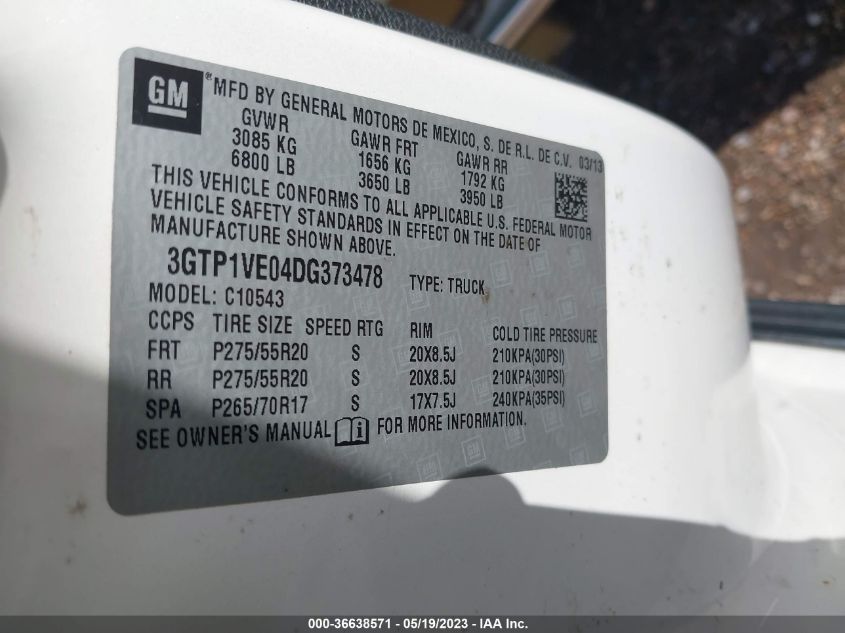 GM ® MFD BY GENERAL MOTORS DE MEXICO, S. DE R.L. DE C.V. 03/13
GVWR GAWR FRT GAWR RR
3085 KG 1656 KG 1792 KG
6800 LB 3650 LB 3950 LB
THIS VEHICLE CONFORMS TO ALL APPLICABLE U.S. FEDERAL MOTOR
VEHICLE SAFETY STANDARDS IN EFFECT ON THE DATE OF
MANUFACTURE SHOWN ABOVE.
3GTP1VE04DG373478 TYPE: TRUCK
MODEL: C10543
CCPS TIRE SIZE SPEED RTG RIM COLD TIRE PRESSURE
FRT P275/55R20 S 20X8.5J 210KPA(30PSI)
RR P275/55R20 S 20X8.5J 210KPA(30PSI)
SPA P265/70R17 S 17X7.5J 240KPA(35PSI)
SEE OWNER'S MANUAL i FOR MORE INFORMATION.
000-36638571 - 05/19/2023 - IAA Inc.